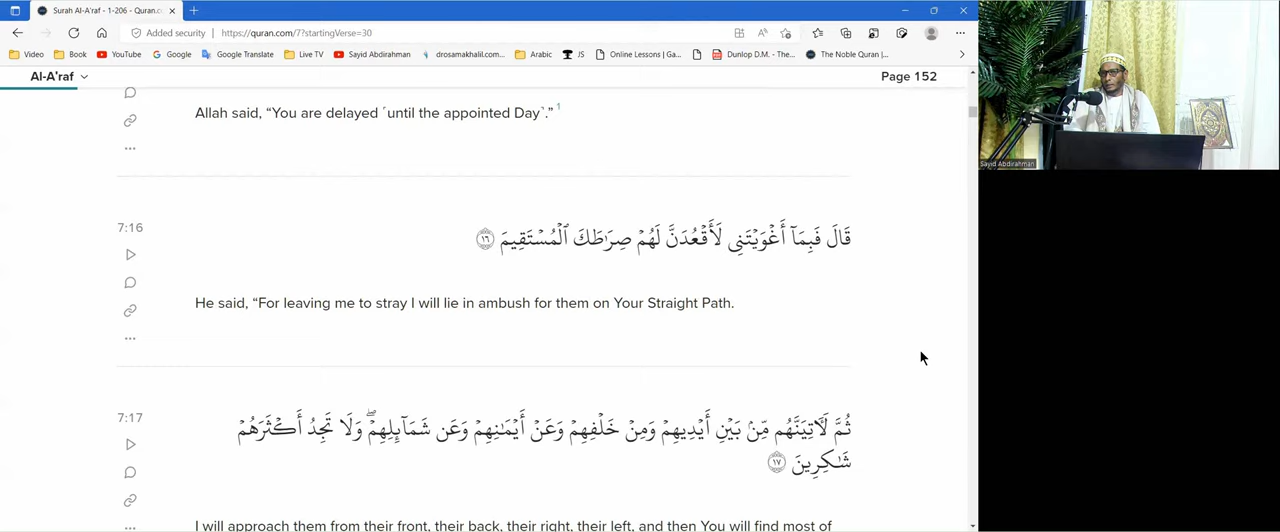 Surah Al-A'raf - 1-206 - Quran.co
Added security
https://quran.com/7?startingVerse=30
Video
Book
YouTube
Google
Google Translate
Live TV
Sayid Abdirahman
drosamakhalil.com
Arabic
JS
Online Lessons | Ga...
Dunlop D.M. - The...
The Noble Quran |...
Al-A'raf
Page 152
Allah said, “You are delayed ˹until the appointed Day˺.” 1
7:16
قَالَ فَبِمَآ أَغْوَيْتَنِى لَأَقْعُدَنَّ لَهُمْ صِرَٰطَكَ ٱلْمُسْتَقِيمَ ١٦
He said, “For leaving me to stray I will lie in ambush for them on Your Straight Path.
7:17
ثُمَّ لَـَٔاتِيَنَّهُم مِّنۢ بَيْنِ أَيْدِيهِمْ وَمِنْ خَلْفِهِمْ وَعَنْ أَيْمَـٰنِهِمْ وَعَن شَمَآئِلِهِمْ ۖ وَلَا تَجِدُ أَكْثَرَهُمْ
شَـٰكِرِينَ ١٧
I will approach them from their front, their back, their right, their left, and then You will find most of
Sayid Abdirahman